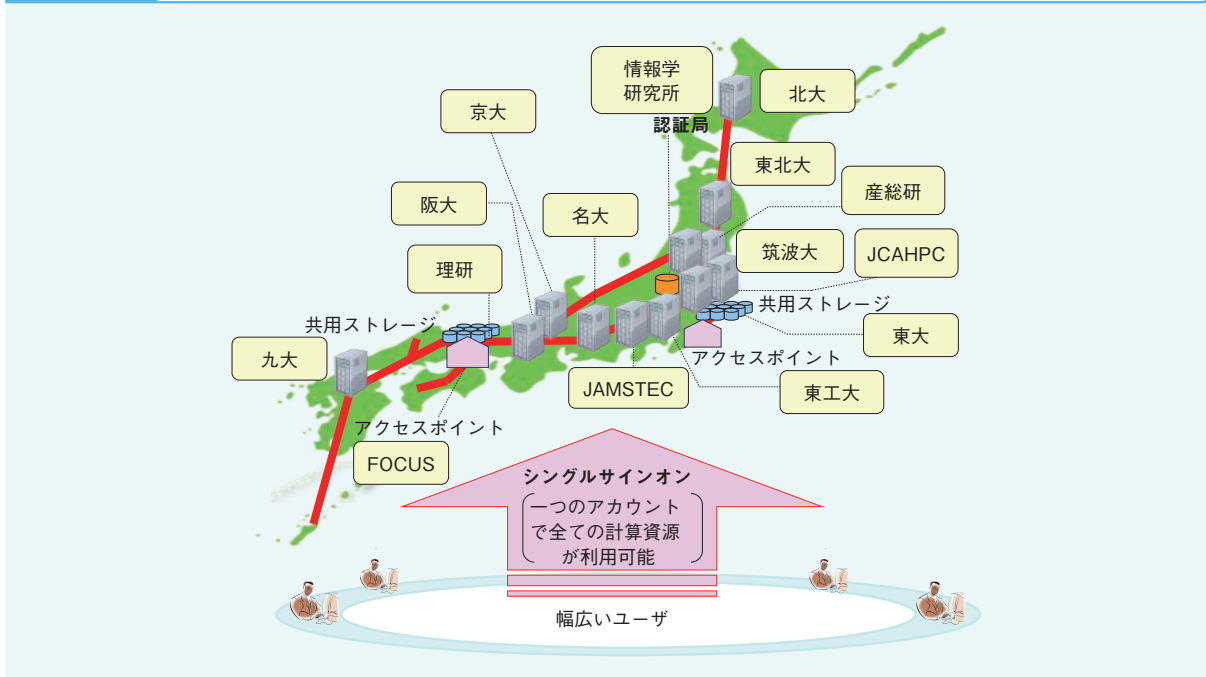 情報学
研究所
認証局
北大
京大
東北大
産総研
阪大
名大
筑波大
JCAHPC
理研
共用ストレージ
共用ストレージ
東大
九大
アクセスポイント
JAMSTEC
東工大
アクセスポイント
FOCUS
シングルサインオン
一つのアカウント
で全ての計算資源
が利用可能
幅広いユーザ